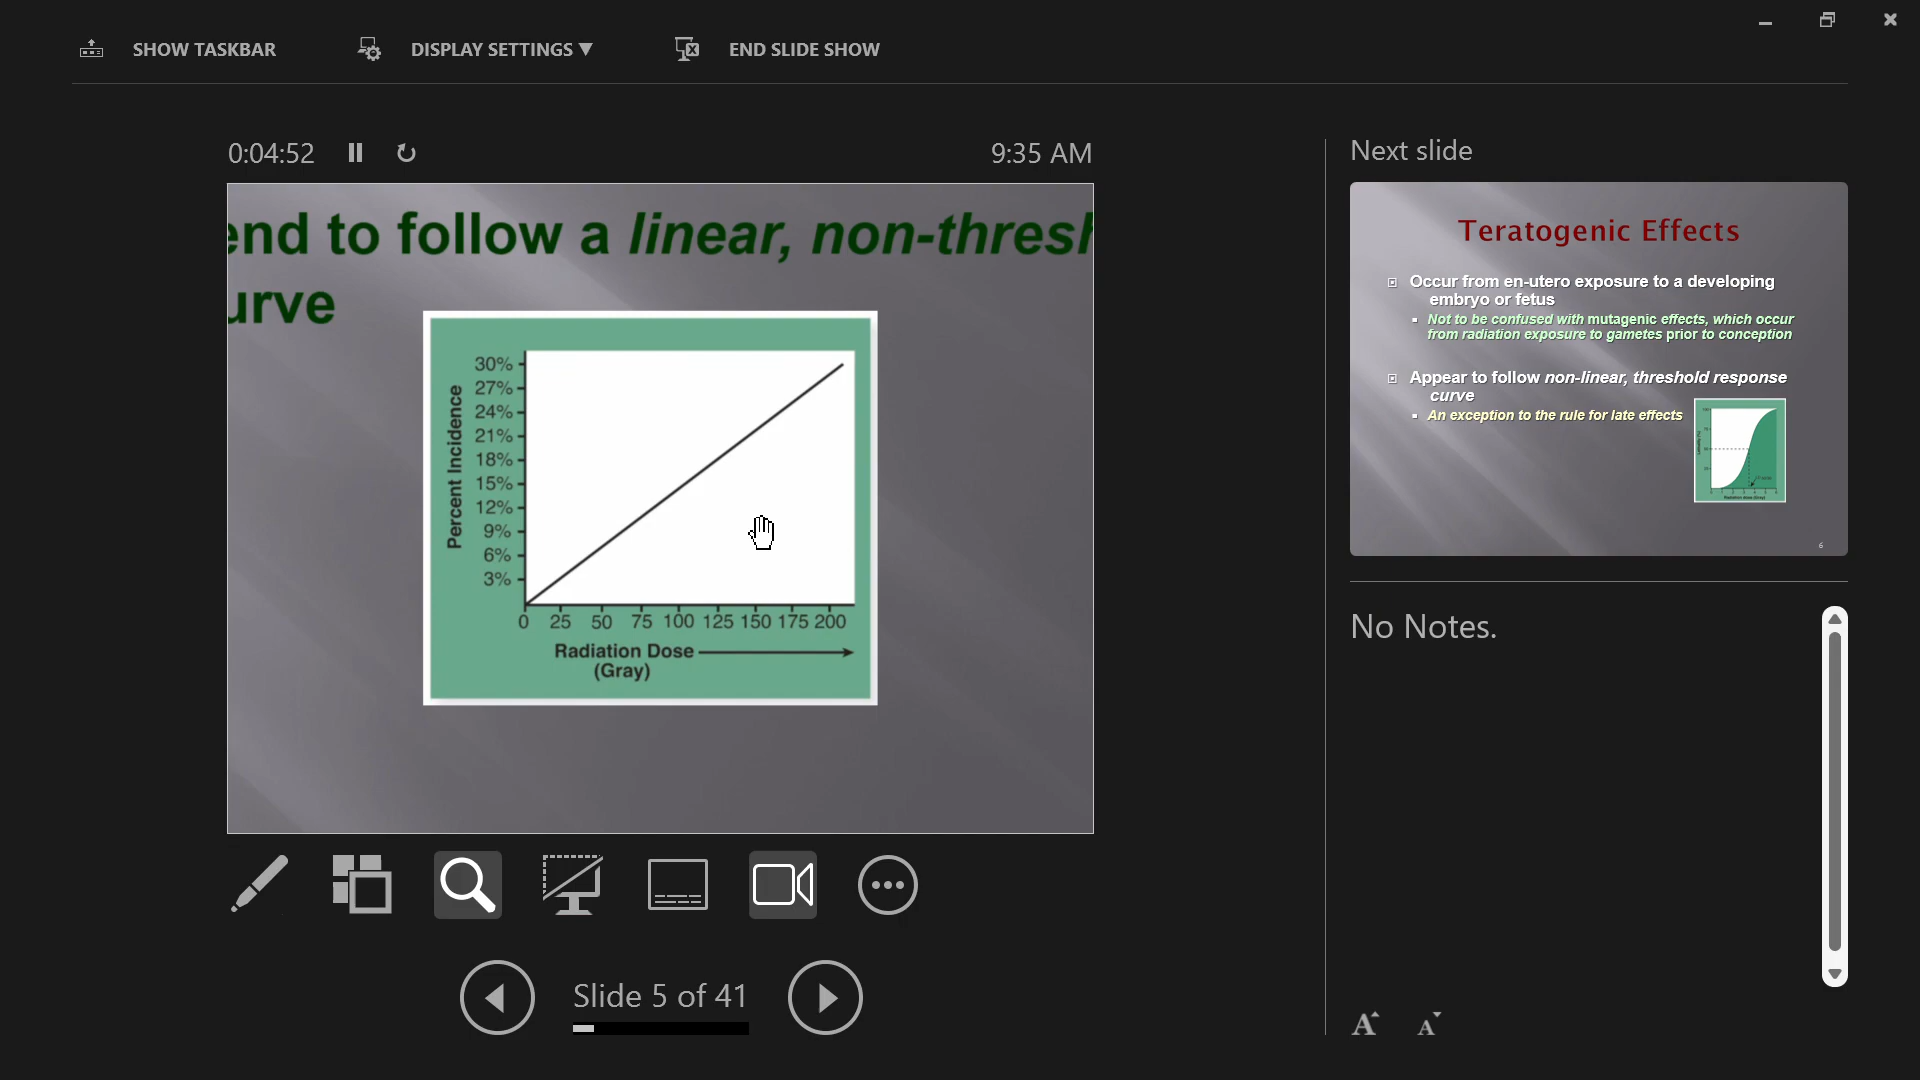 SHOW TASKBAR
DISPLAY SETTINGS ▼
END SLIDE SHOW
0:04:52
9:35 AM
end to follow a linear, non-thresh
urve
30%
27%
24%
21%
18%
15%
12%
9%
6%
3%
Percent Incidence
0 25 50 75 100 125 150 175 200
Radiation Dose
(Gray)
Slide 5 of 41
Next slide
Teratogenic Effects
Occur from en-utero exposure to a developing
embryo or fetus
Not to be confused with mutagenic effects, which occur
from radiation exposure to gametes prior to conception
Appear to follow non-linear, threshold response
curve
An exception to the rule for late effects
Radiation dose (Gray)
6
No Notes.
A
A